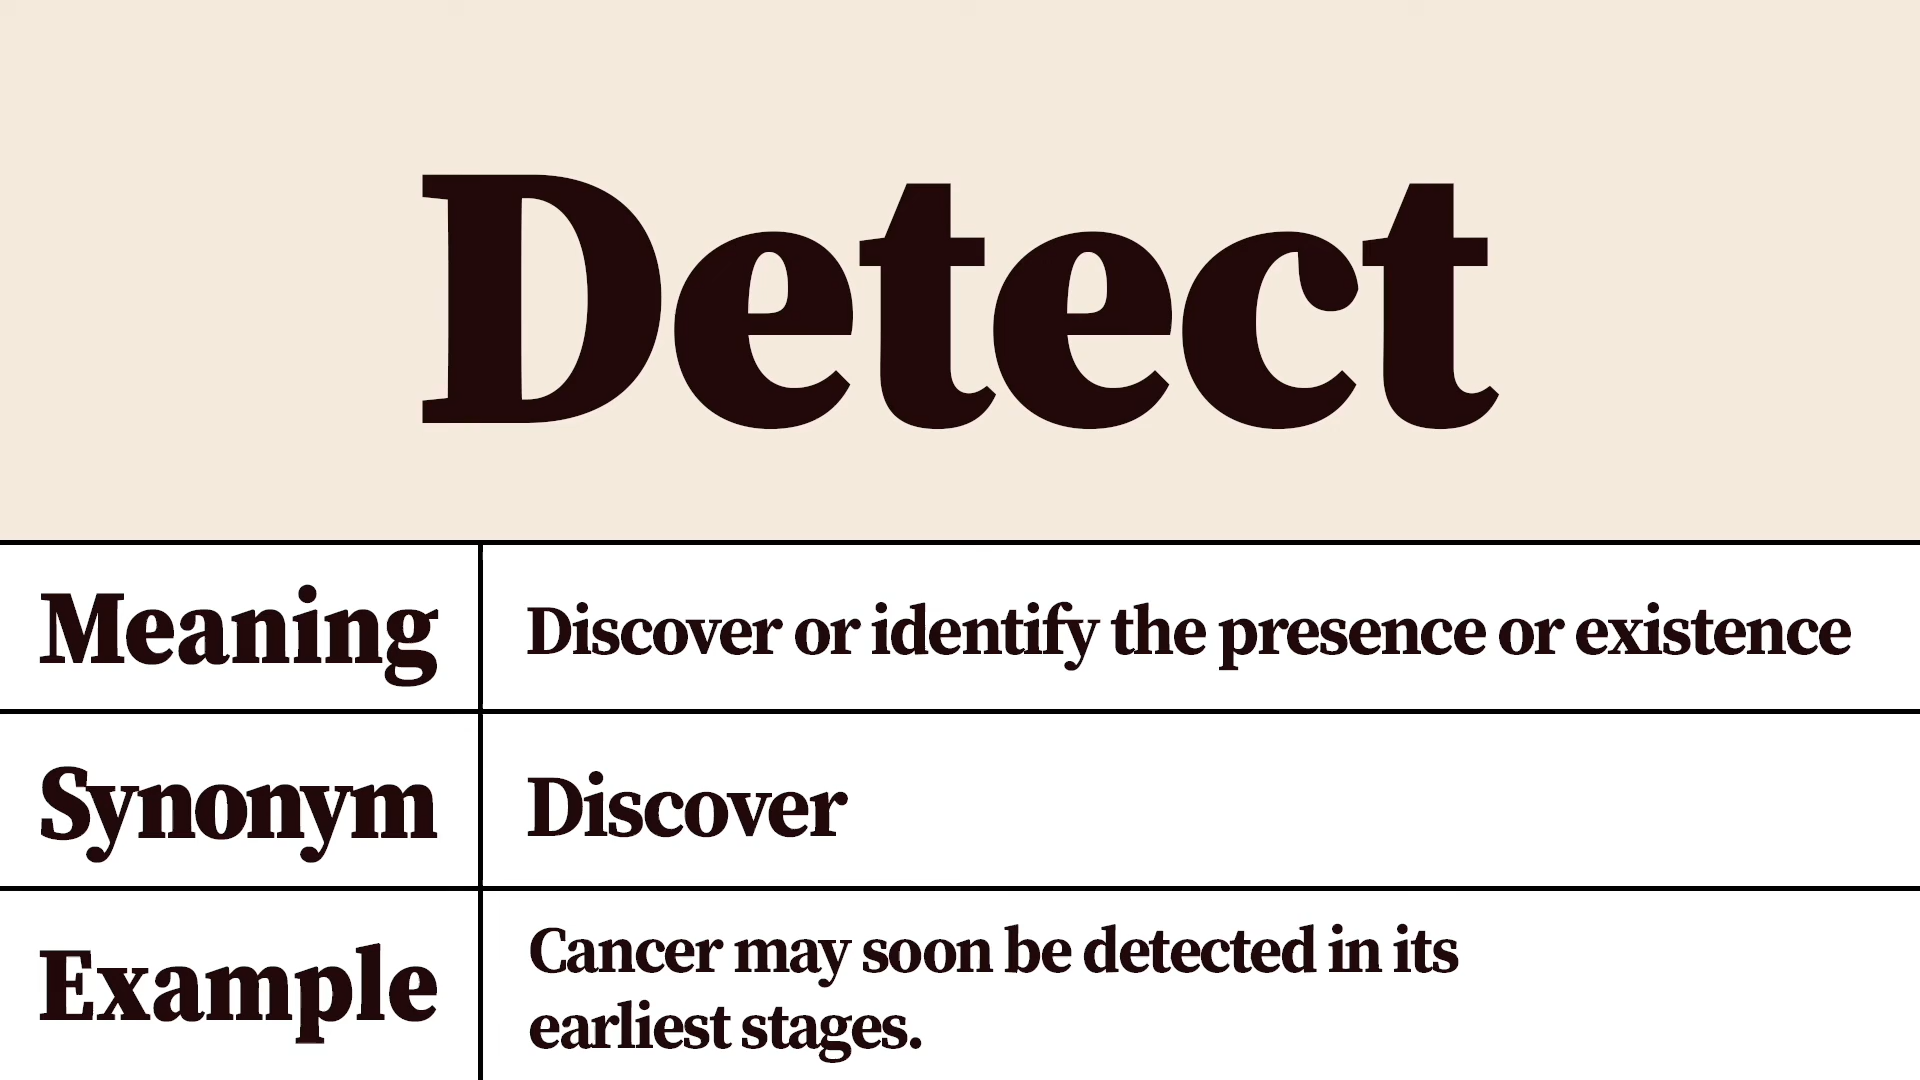 Detect
Meaning
Discover or identify the presence or existence
Synonym
Discover
Example
Cancer may soon be detected in its
earliest stages.